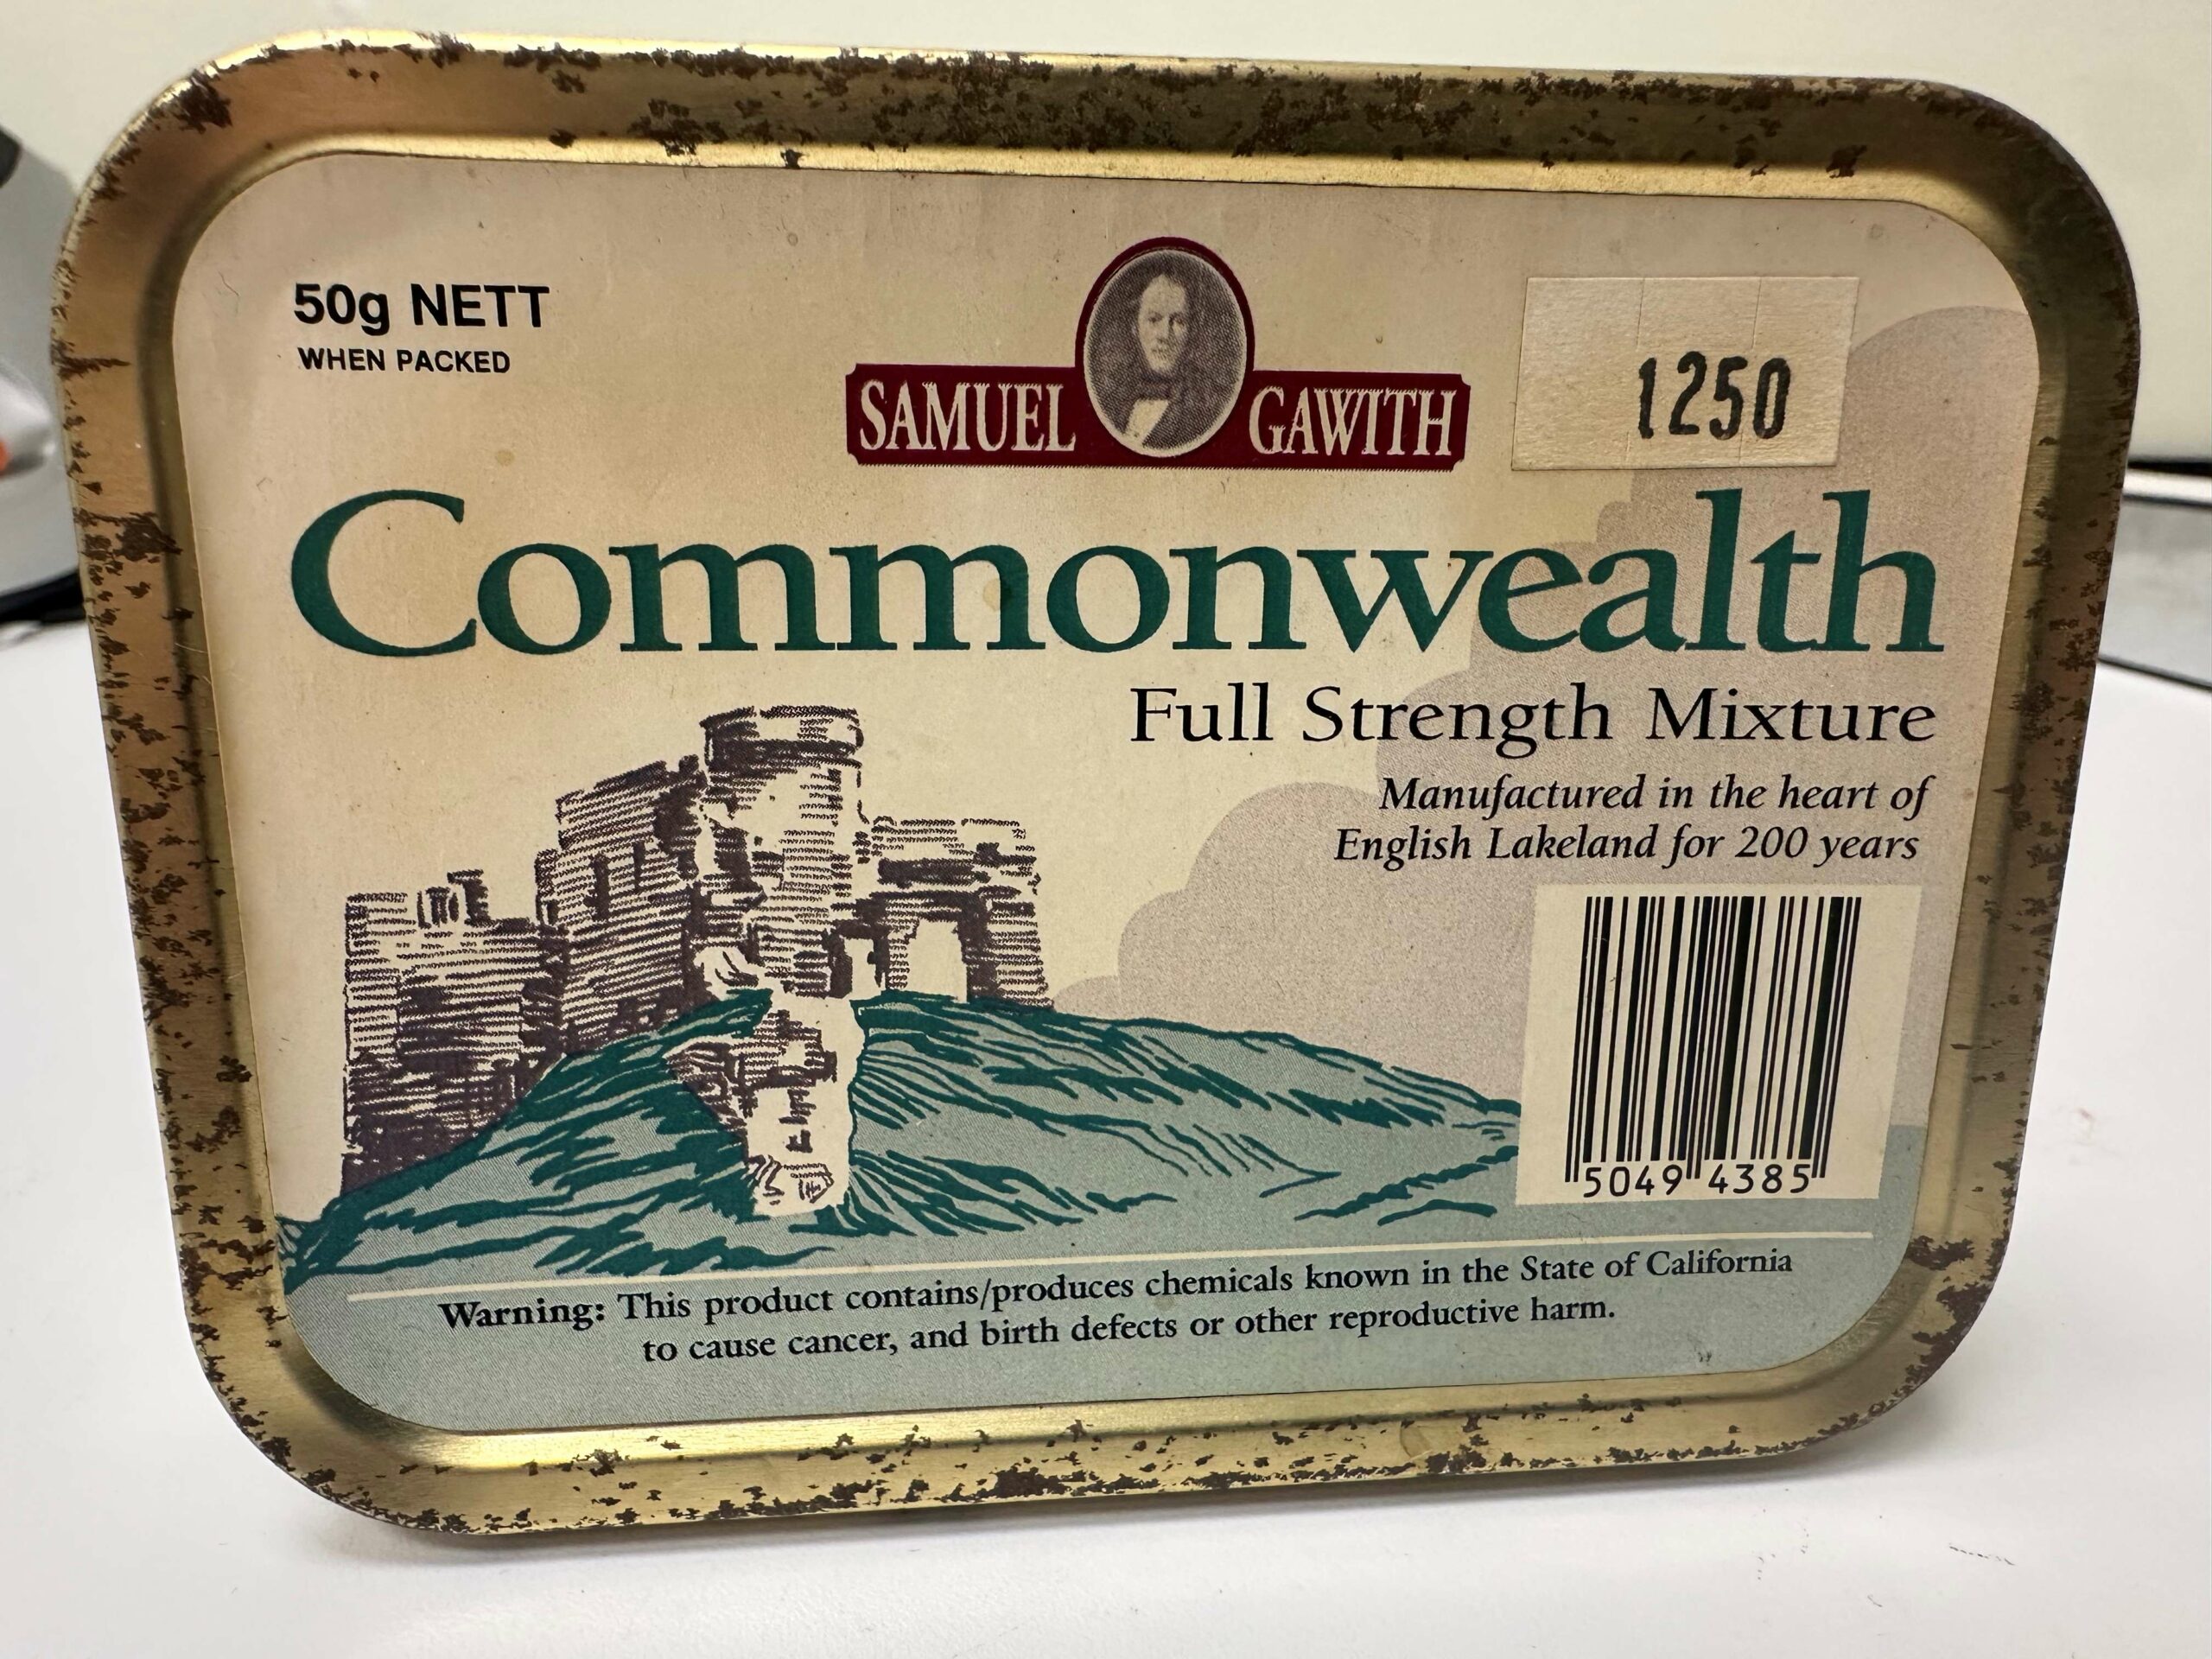 50g NETT
WHEN PACKED
SAMUEL GAWITH
1250
Commonwealth
Full Strength Mixture
Manufactured in the heart of
English Lakeland for 200 years
5049 4385
Warning: This product contains/produces chemicals known in the State of California
to cause cancer, and birth defects or other reproductive harm.